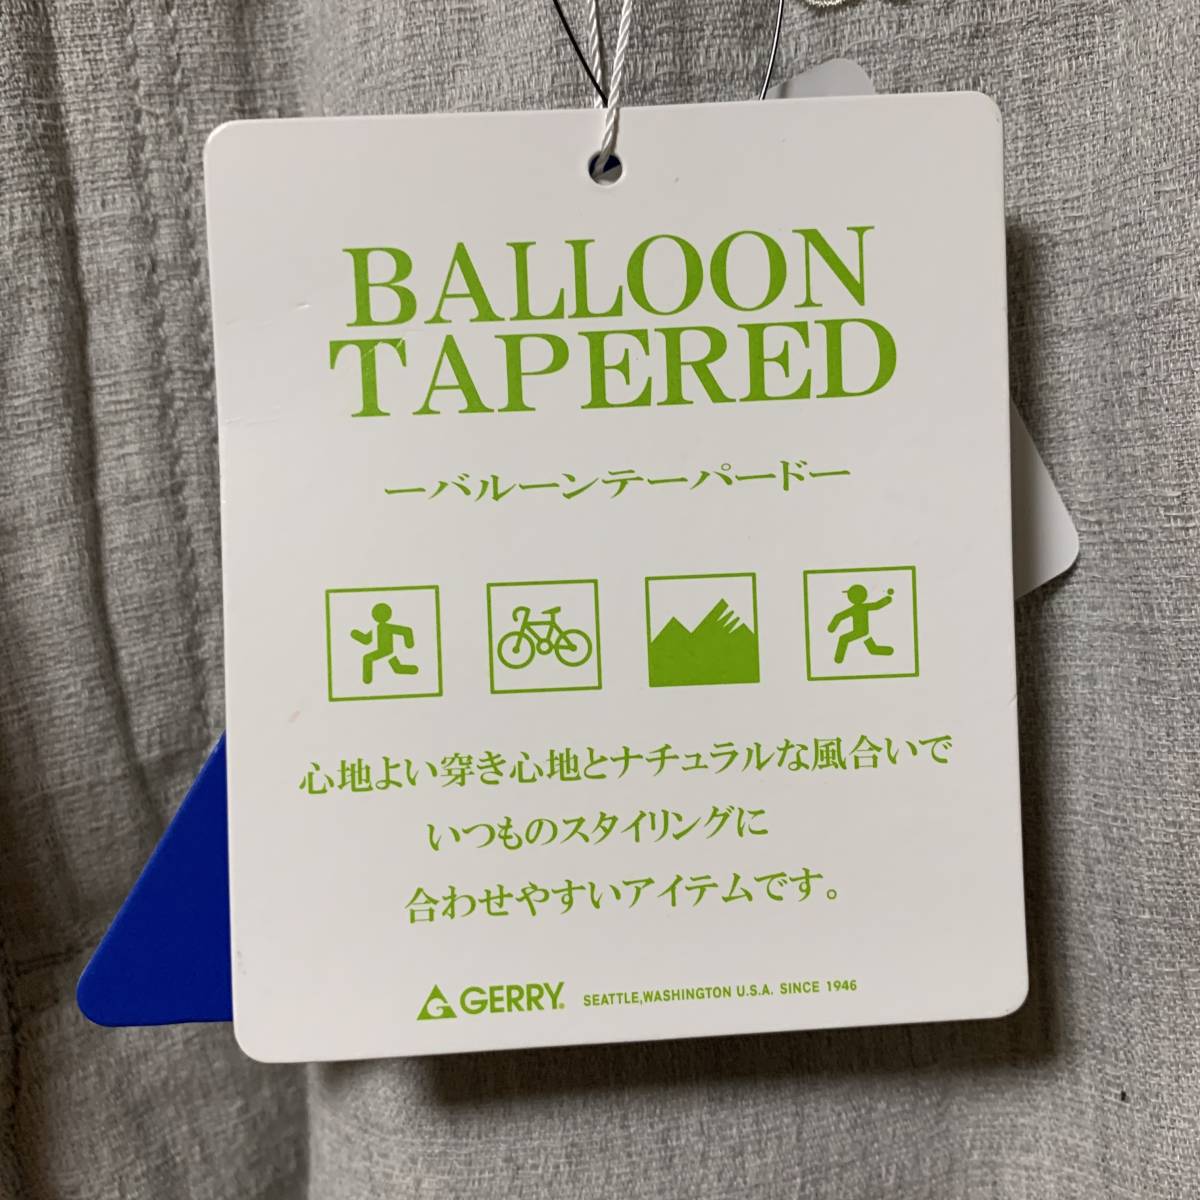 BALLOON
TAPERED
ーバルーンテーパードー
心地よい穿き心地とナチュラルな風合いで
いつものスタイリングに
合わせやすいアイテムです。
GERRY® SEATTLE,WASHINGTON U.S.A. SINCE 1946